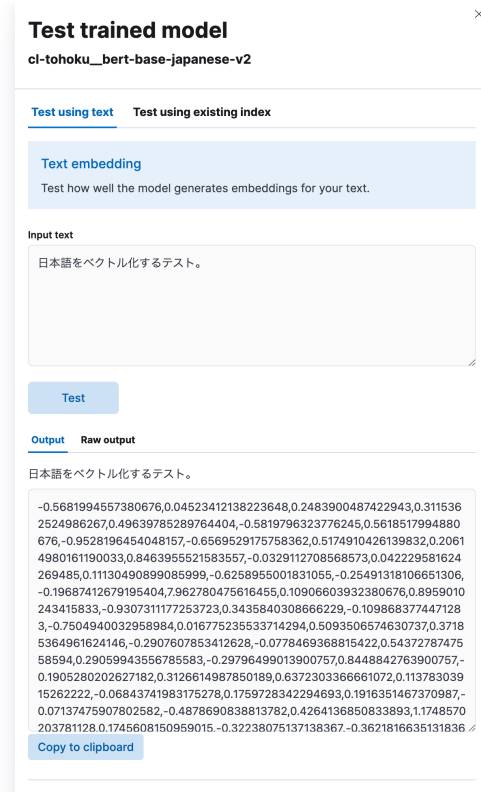 Test trained model
cl-tohoku__bert-base-japanese-v2
Test using text Test using existing index
Text embedding
Test how well the model generates embeddings for your text.
Input text
日本語をベクトル化するテスト。
Test
Output Raw output
日本語をベクトル化するテスト。
-0.5681994557380676,0.04523412138223648,0.2483900487422943,0.311536
2524986267,0.49639785289764404,-0.5819796323776245,0.5618517994880
676,-0.9528196454048157,-0.6569529175758362,0.5174910426139832,0.2061
4980161190033,0.8463955521583557,-0.0329112708568573,0.042229581624
269485,0.11130490899085999,-0.6258955001831055,-0.25491318106651306,
-0.19687412679195404,7.962780475616455,0.10906603932380676,0.8959010
243415833,-0.9307311177253723,0.3435840308666229,-0.109868377447128
3,-0.7504940032958984,0.016775235533714294,0.5093506574630737,0.3718
5364961624146,-0.2907607853412628,-0.0778469368815422,0.5437278747
558594,0.29059943556785583,-0.29796499013900757,0.8448842763900757,-
0.1905280202627182,0.3126614987850189,0.6372303366661072,0.11378303
915262222,-0.06843741983175278,0.1759728342294693,0.1916351467370987,-
0.07137475907802582,-0.4878690838813782,0.4264136850833893,1.1748570
203781128,0.1745608150959015,-0.32238075137138367,-0.3621816635131836
Copy to clipboard